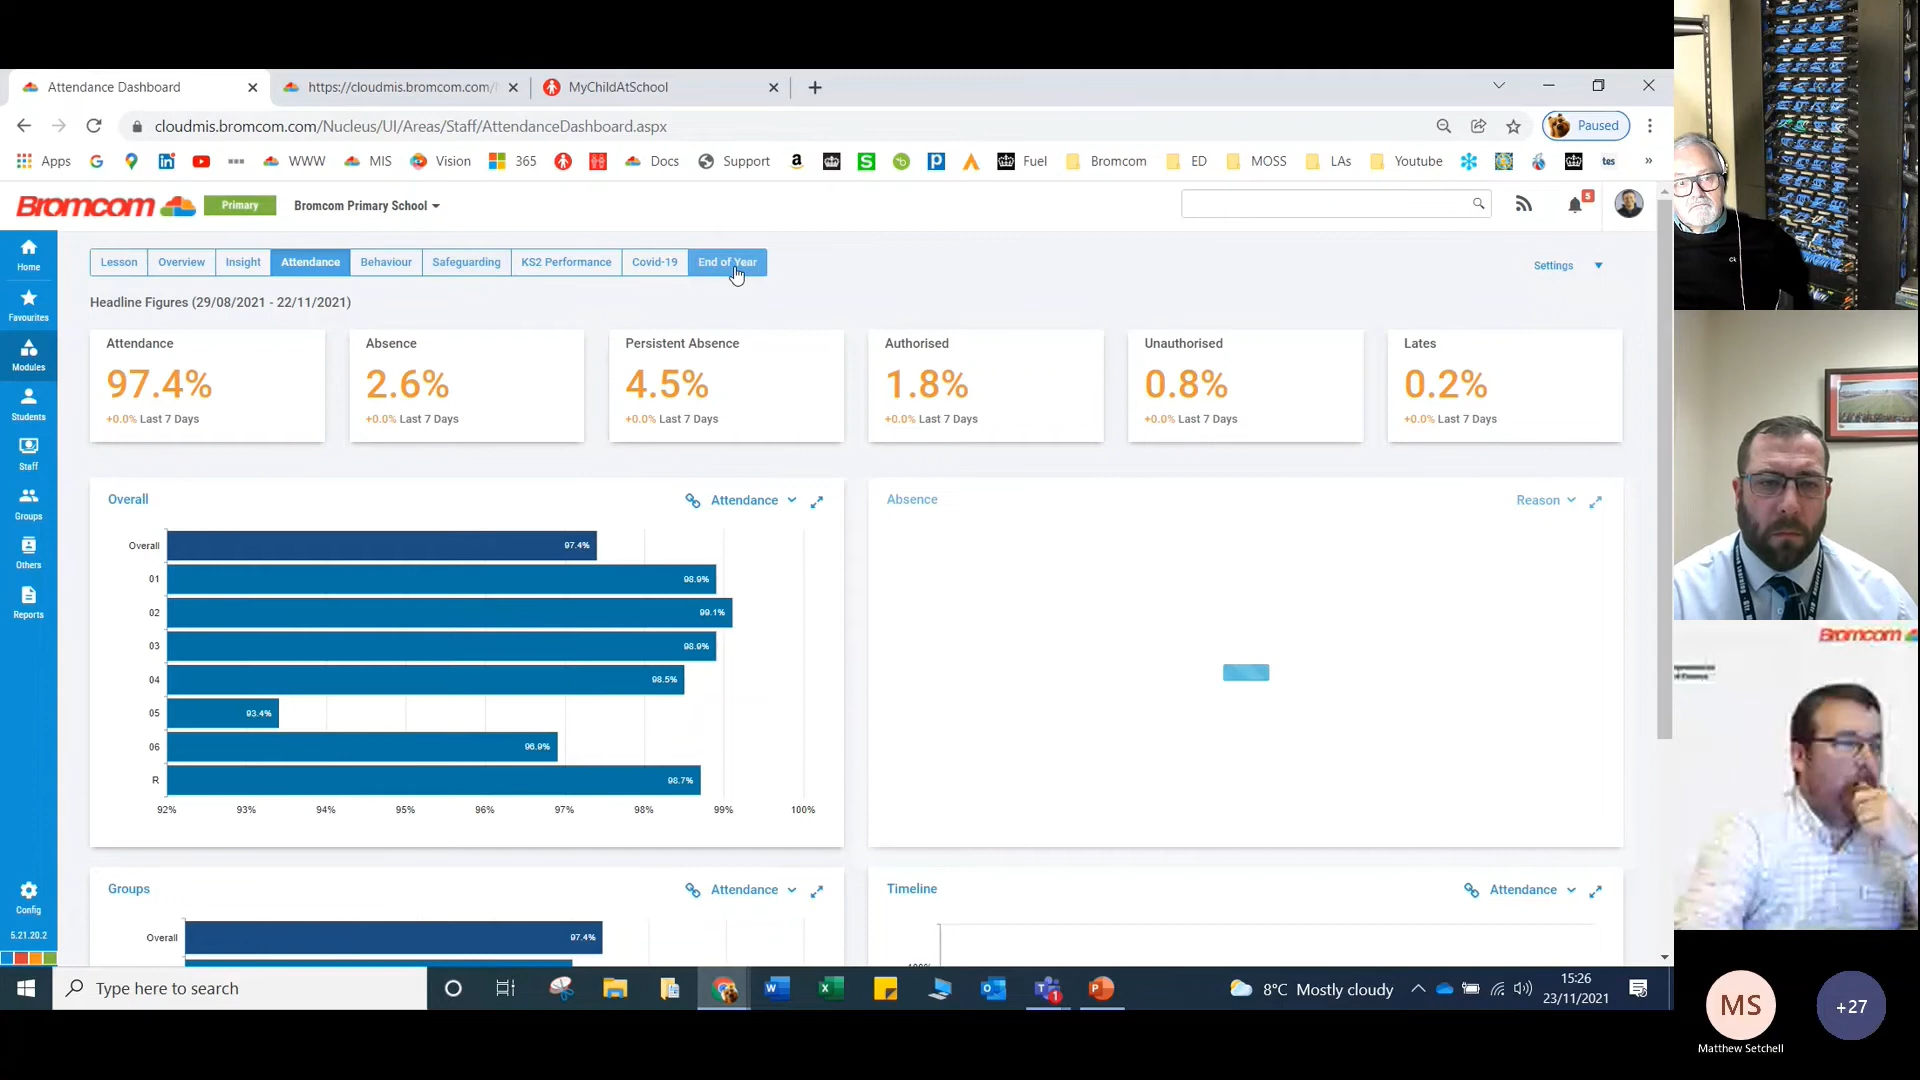 Attendance Dashboard
https://cloudmis.bromcom.com/
MyChildAtSchool
cloudmis.bromcom.com/Nucleus/UI/Areas/Staff/AttendanceDashboard.aspx
Paused
Apps
WWW
MIS
Vision
365
Docs
Support
Fuel
Bromcom
ED
MOSS
LAs
Youtube
tes
»
Bromcom
Primary
Bromcom Primary School
5
Home
Favourites
Modules
Students
Staff
Groups
Others
Reports
Config
5.21.20.2
Lesson
Overview
Insight
Attendance
Behaviour
Safeguarding
KS2 Performance
Covid-19
End of Year
Settings
Headline Figures (29/08/2021 - 22/11/2021)
Attendance
97.4%
+0.0% Last 7 Days
Absence
2.6%
+0.0% Last 7 Days
Persistent Absence
4.5%
+0.0% Last 7 Days
Authorised
1.8%
+0.0% Last 7 Days
Unauthorised
0.8%
+0.0% Last 7 Days
Lates
0.2%
+0.0% Last 7 Days
Overall
Attendance
Overall
97.4%
01
98.9%
02
99.1%
03
98.9%
04
98.5%
05
93.4%
06
96.9%
R
98.7%
92%
93%
94%
95%
96%
97%
98%
99%
100%
Absence
Reason
Groups
Attendance
Overall
97.4%
Timeline
Attendance
100%
Type here to search
8°C Mostly cloudy
15:26
23/11/2021
Bromcom
MS
Matthew Setchell
+27